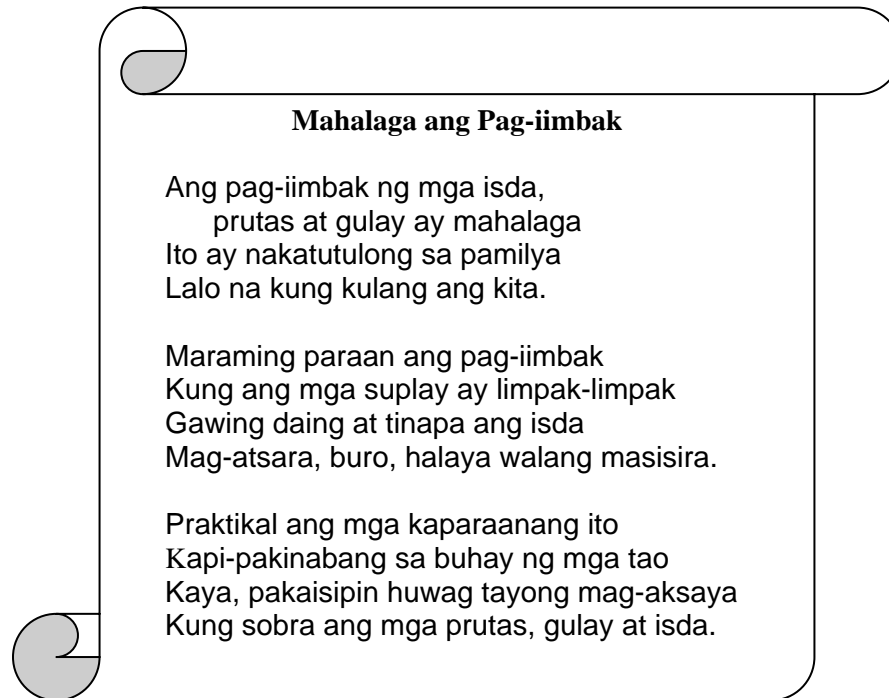 Mahalaga ang Pag-iimbak
Ang pag-iimbak ng mga isda,
prutas at gulay ay mahalaga
Ito ay nakatutulong sa pamilya
Lalo na kung kulang ang kita.
Maraming paraan ang pag-iimbak
Kung ang mga suplay ay limpak-limpak
Gawing daing at tinapa ang isda
Mag-atsara, buro, halaya walang masisira.
Praktikal ang mga kaparaanang ito
Kapi-pakinabang sa buhay ng mga tao
Kaya, pakaisipin huwag tayong mag-aksaya
Kung sobra ang mga prutas, gulay at isda.